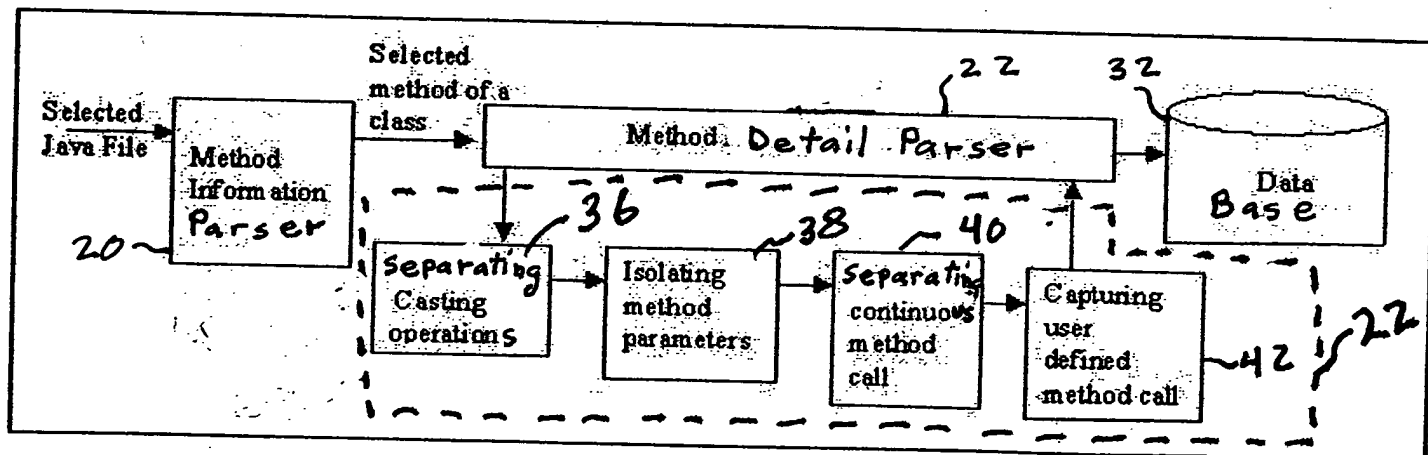 Selected
Java File
Method
Information
Parser
20
Selected
method of a
class
Method Detail Parser
22
32
Data
Base
Separating
Casting
operations
36
Isolating
method
parameters
38
Separating
continuous
method
call
40
Capturing
user
defined
method call
42
22